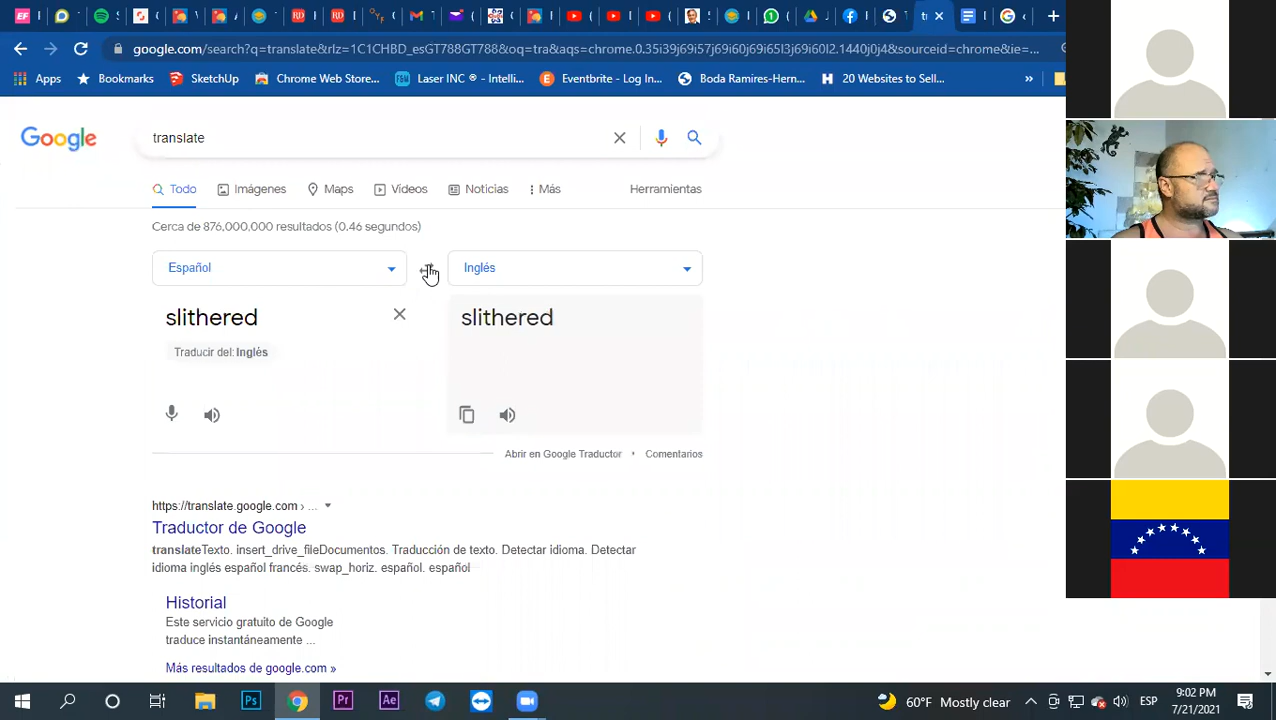 google.com/search?q=translate&rlz=1C1CHBD_esGT788GT788&oq=tra&aqs=chrome.0.35i39j69i57j69i60j69i65l3j69i60l2.1440j0j4&sourceid=chrome&ie=...
Apps
Bookmarks
SketchUp
Chrome Web Store...
Laser INC ® - Intelli...
Eventbrite - Log In...
Boda Ramires-Hern...
20 Websites to Sell...
»
Google
translate
Todo
Imágenes
Maps
Vídeos
Noticias
Más
Herramientas
Cerca de 876,000,000 resultados (0.46 segundos)
Español
Inglés
slithered
slithered
Traducir del: Inglés
Abrir en Google Traductor
Comentarios
https://translate.google.com › ...
Traductor de Google
translateTexto. insert_drive_fileDocumentos. Traducción de texto. Detectar idioma. Detectar
idioma inglés español francés. swap_horiz. español. español
Historial
Este servicio gratuito de Google
traduce instantáneamente ...
Más resultados de google.com »
60°F Mostly clear
ESP
9:02 PM
7/21/2021